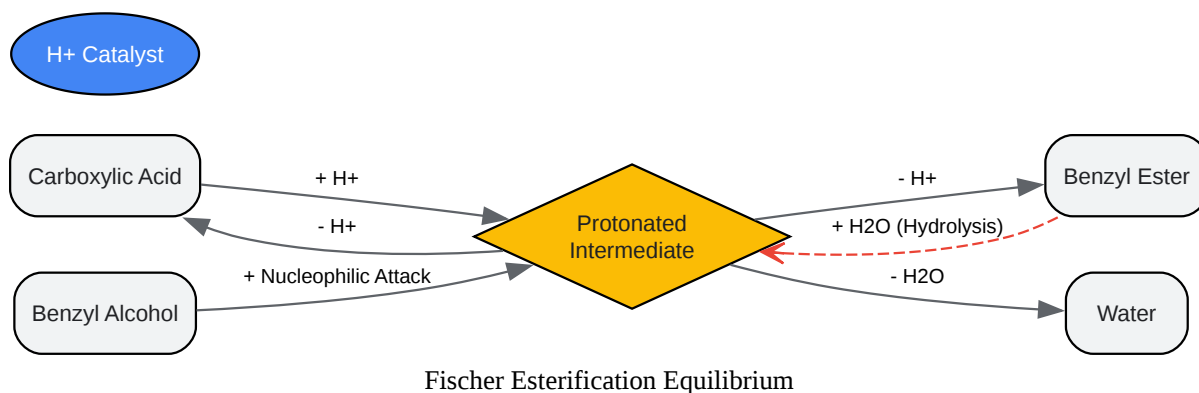 H+ Catalyst
Carboxylic Acid
+ H+
- H+
Benzyl Alcohol
+ Nucleophilic Attack
Protonated
Intermediate
- H+
Benzyl Ester
+ H2O (Hydrolysis)
- H2O
Water
Fischer Esterification Equilibrium